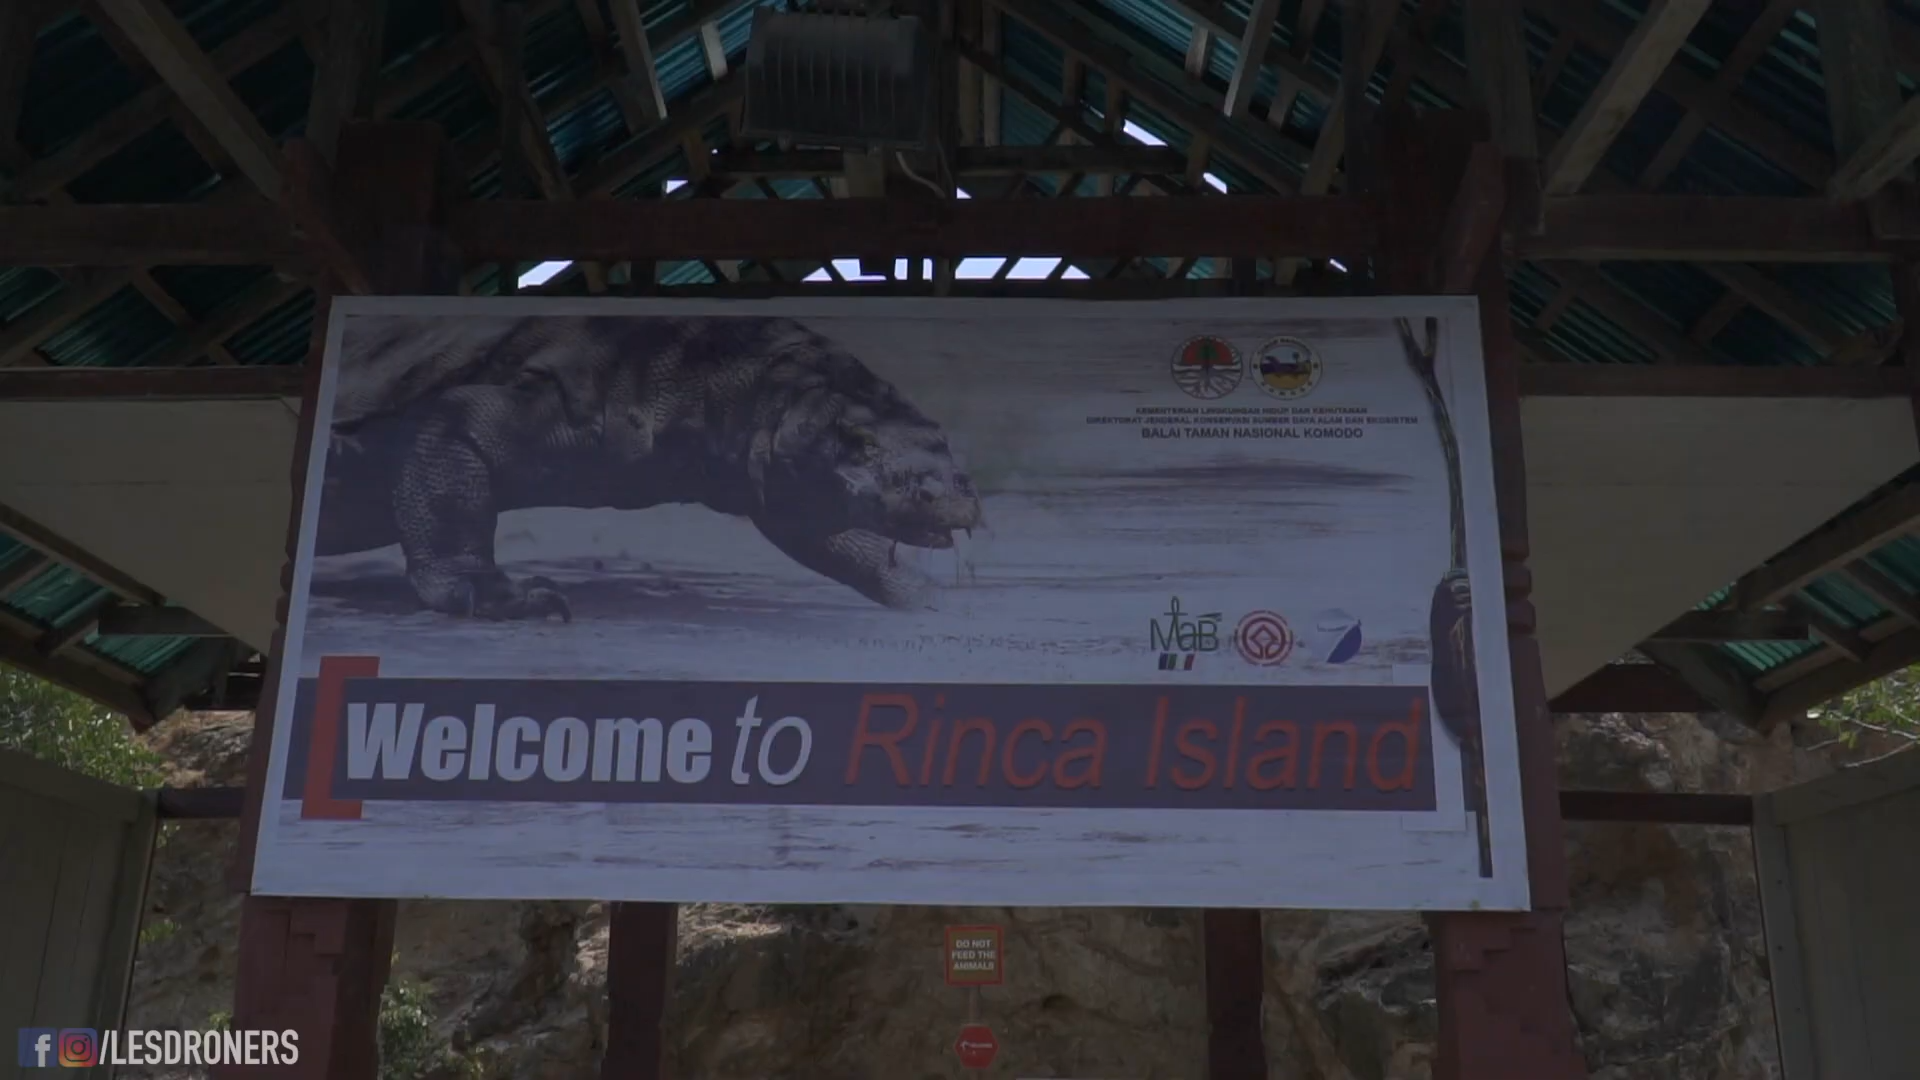 KEMENTERIAN LINGKUNGAN HIDUP DAN KEHUTANAN
DIREKTORAT JENDERAL KONSERVASI SUMBER DAYA ALAM DAN EKOSISTEM
BALAI TAMAN NASIONAL KOMODO
MaB
Welcome to Rinca Island
DO NOT
FEED THE
ANIMALS
/LESDRONERS